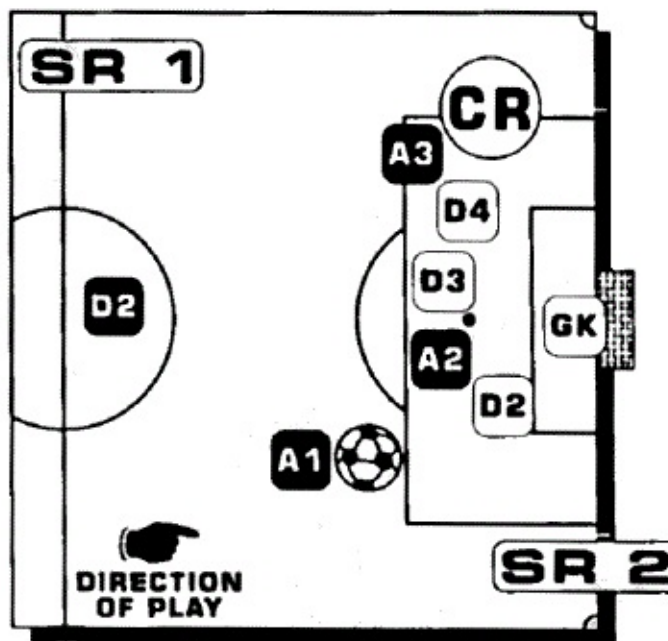 SR 1
CR
A3
D4
D3
D2
GK
A2
D2
A1
SR 2
DIRECTION
OF PLAY